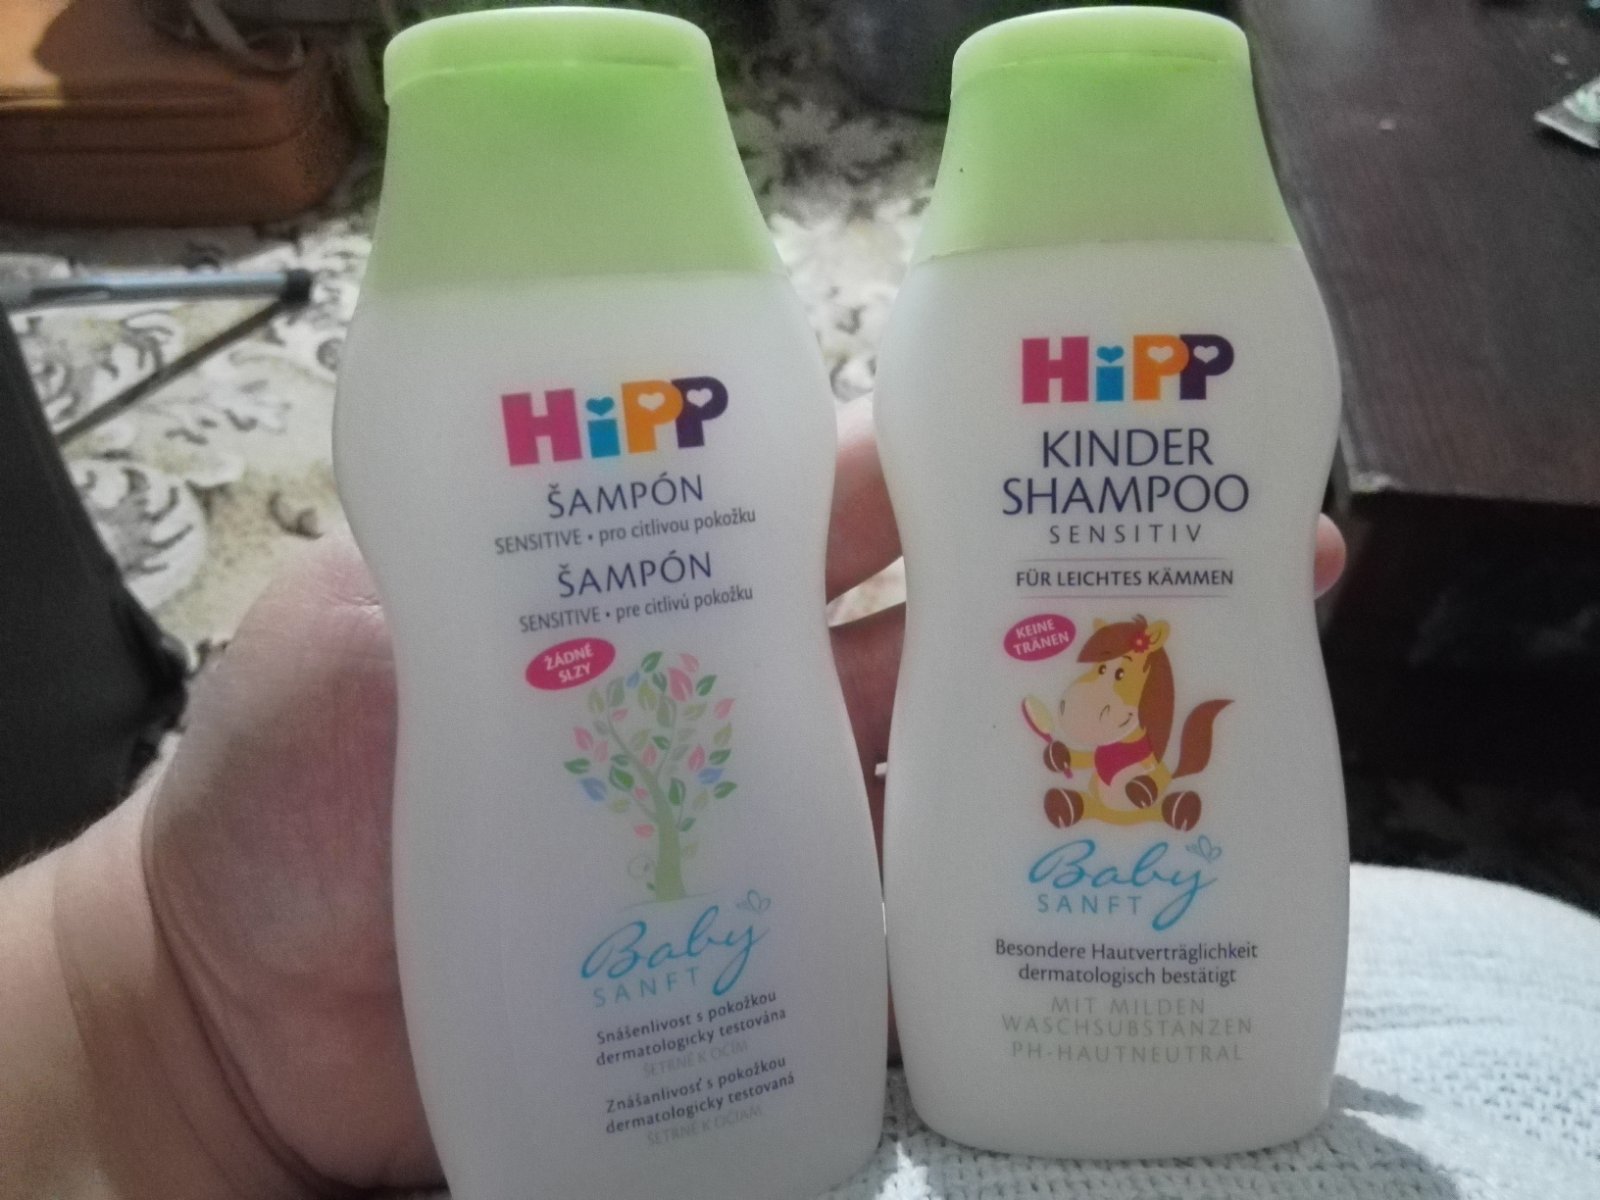 HiPP
ŠAMPÓN
SENSITIVE • pro citlivou pokožku
ŠAMPÓN
SENSITIVE • pre citlivú pokožku
ŽÁDNÉ
SLZY
Baby
SANFT
Snášenlivost s pokožkou
dermatologicky testována
ŠETRNÉ K OČÍM
Znášanlivosť s pokožkou
dermatologicky testovaná
ŠETRNÉ K OČIAM
HiPP
KINDER
SHAMPOO
SENSITIV
FÜR LEICHTES KÄMMEN
KEINE
TRÄNEN
Baby
SANFT
Besondere Hautverträglichkeit
dermatologisch bestätigt
MIT MILDEN
WASCHSUBSTANZEN
PH-HAUTNEUTRAL